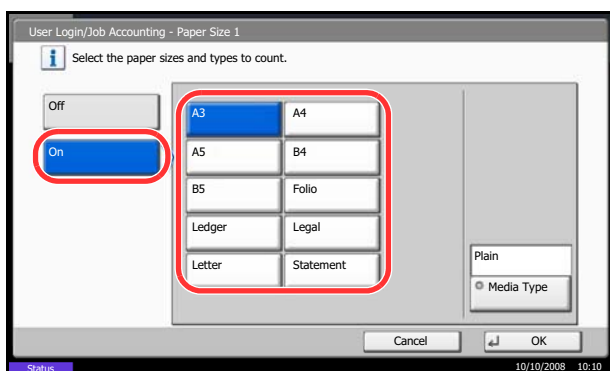 User Login/Job Accounting - Paper Size 1
Select the paper sizes and types to count.
Off
On
A3 A4
A5 B4
B5 Folio
Ledger Legal
Letter Statement
Plain
Media Type
Cancel OK
Status 10/10/2008 10:10